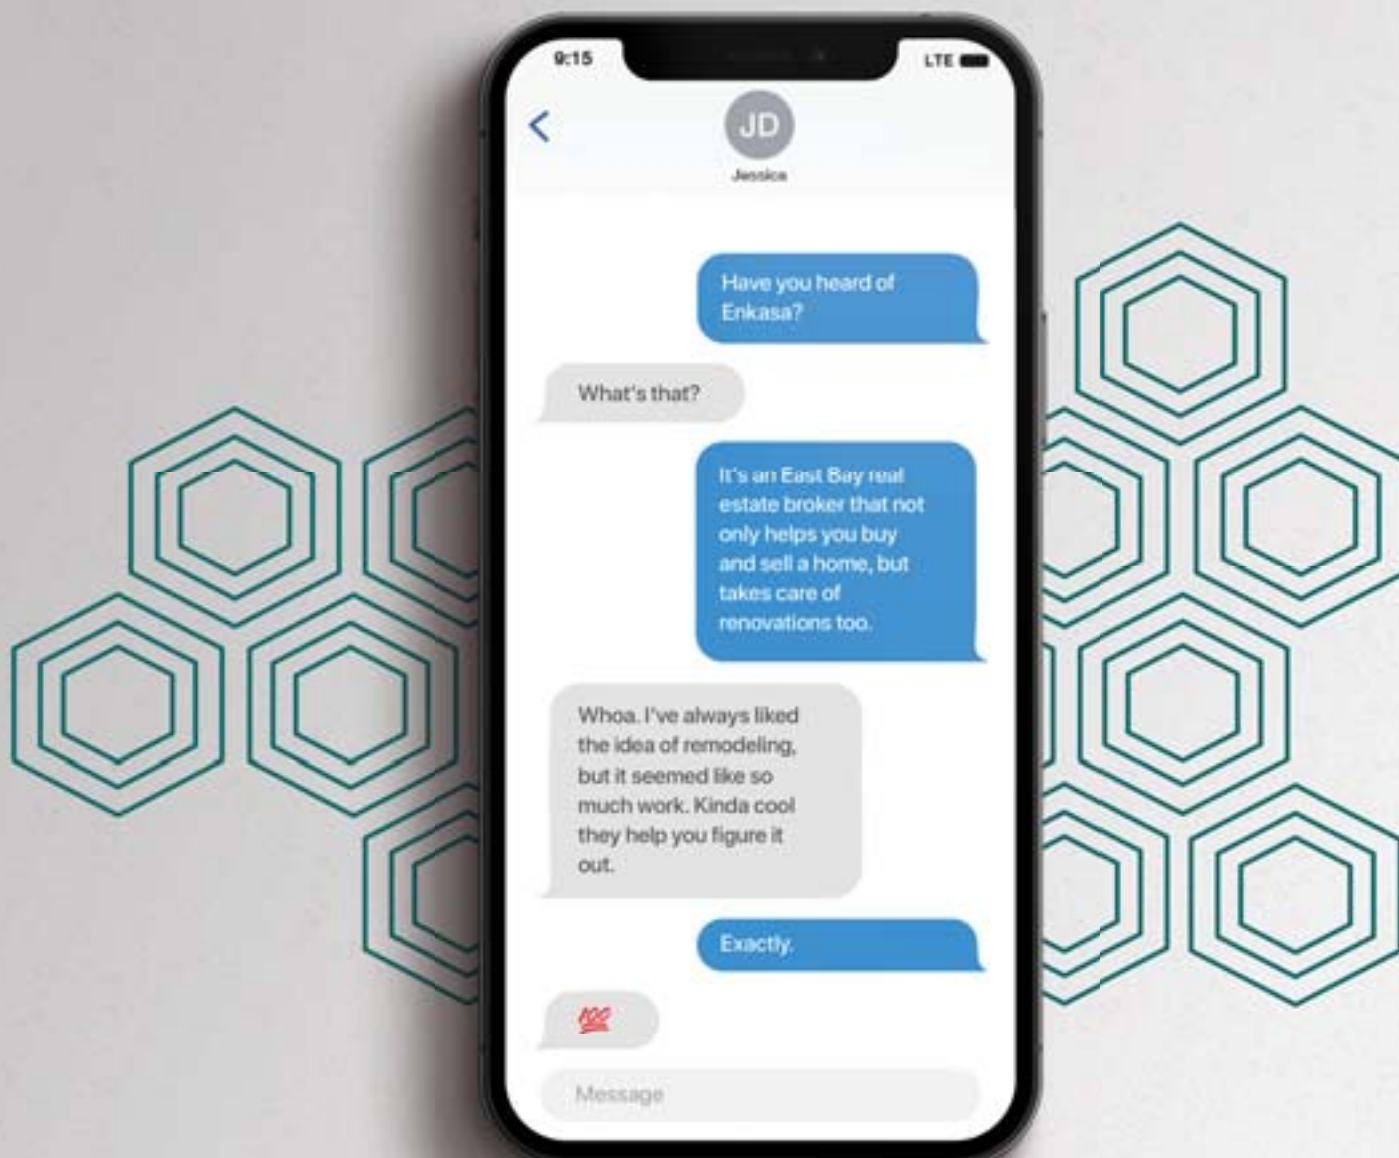 9:15
LTE
JD
Jessica
Have you heard of
Enkasa?
What's that?
It's an East Bay real
estate broker that not
only helps you buy
and sell a home, but
takes care of
renovations too.
Whoa. I've always liked
the idea of remodeling,
but it seemed like so
much work. Kinda cool
they help you figure it
out.
Exactly.
💯
Message